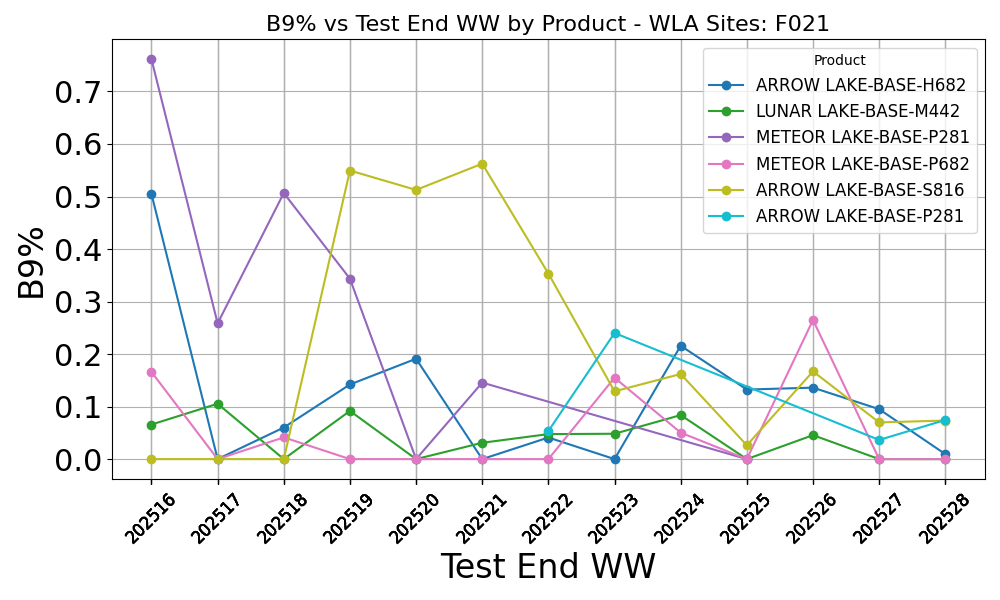 B9% vs Test End WW by Product - WLA Sites: F021
Product
ARROW LAKE-BASE-H682
LUNAR LAKE-BASE-M442
METEOR LAKE-BASE-P281
METEOR LAKE-BASE-P682
ARROW LAKE-BASE-S816
ARROW LAKE-BASE-P281
B9%
0.7
0.6
0.5
0.4
0.3
0.2
0.1
0.0
202516 202517 202518 202519 202520 202521 202522 202523 202524 202525 202526 202527 202528
Test End WW